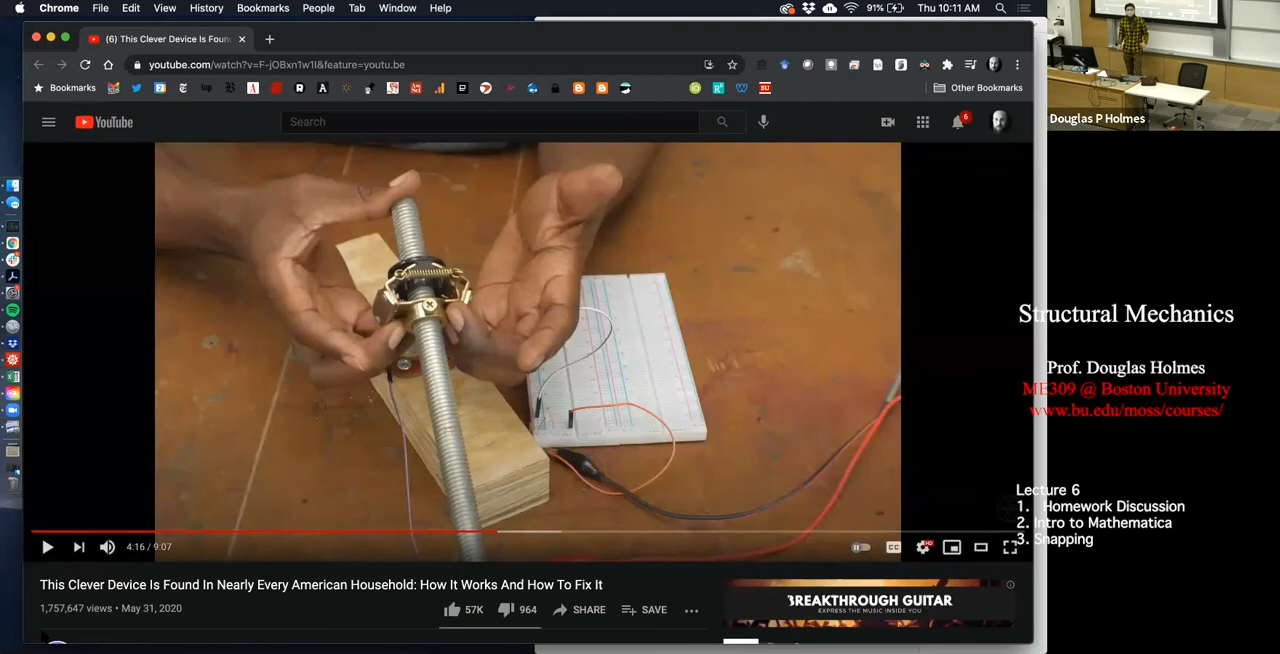 Chrome File Edit View History Bookmarks People Tab Window Help
91% Thu 10:11 AM
(6) This Clever Device Is Foun
youtube.com/watch?v=F-jOBxn1w1I&feature=youtu.be
Bookmarks
BU
Other Bookmarks
YouTube
Search
6
Douglas P Holmes
Structural Mechanics
Prof. Douglas Holmes
ME309 @ Boston University
www.bu.edu/moss/courses/
Lecture 6
1. Homework Discussion
2. Intro to Mathematica
3. Snapping
4:16 / 9:07
CC
HD
This Clever Device Is Found In Nearly Every American Household: How It Works And How To Fix It
1,757,647 views • May 31, 2020
57K 964 SHARE SAVE
BREAKTHROUGH GUITAR
EXPRESS THE MUSIC INSIDE YOU